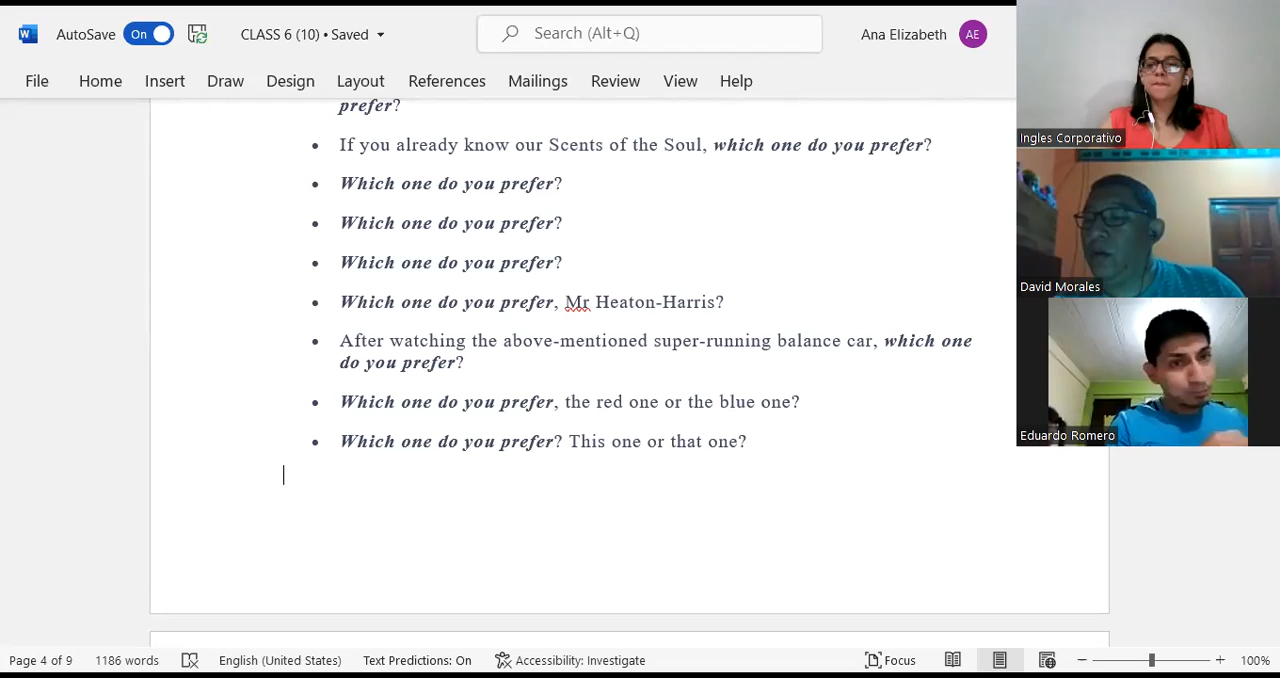 AutoSave On CLASS 6 (10) • Saved Search (Alt+Q) Ana Elizabeth AE
File Home Insert Draw Design Layout References Mailings Review View Help
prefer?
• If you already know our Scents of the Soul, which one do you prefer?
• Which one do you prefer?
• Which one do you prefer?
• Which one do you prefer?
• Which one do you prefer, Mr Heaton-Harris?
• After watching the above-mentioned super-running balance car, which one
do you prefer?
• Which one do you prefer, the red one or the blue one?
• Which one do you prefer? This one or that one?
Ingles Corporativo
David Morales
Eduardo Romero
Page 4 of 9 1186 words English (United States) Text Predictions: On Accessibility: Investigate Focus 100%